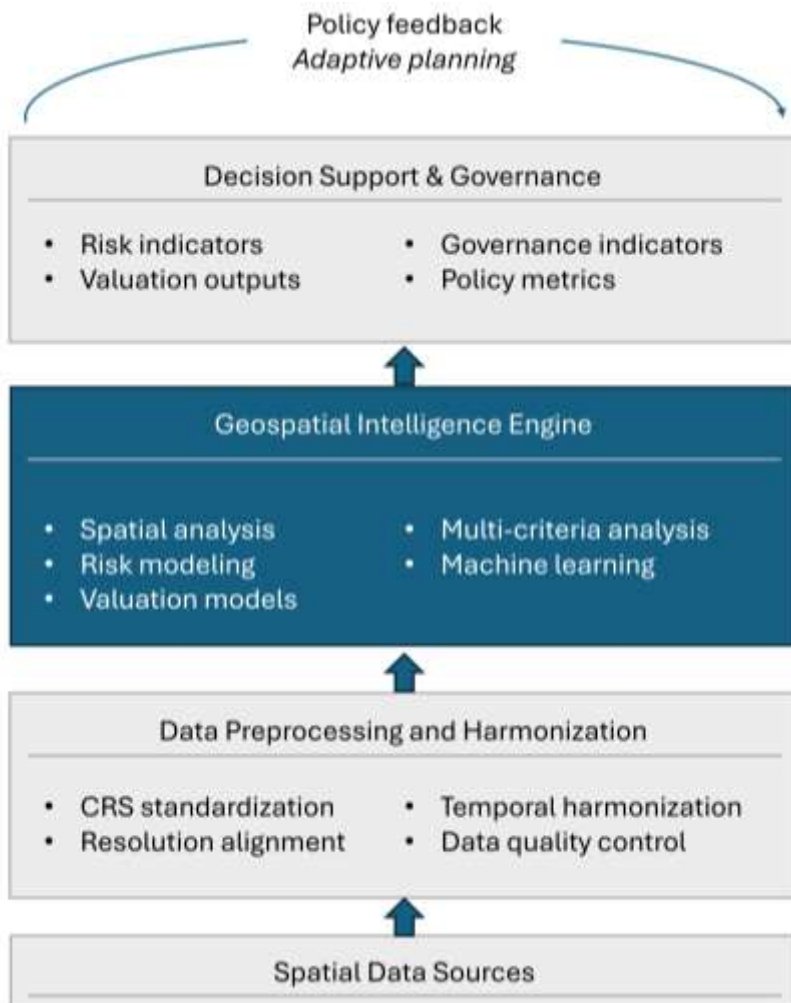 Policy feedback
Adaptive planning
Decision Support & Governance
• Risk indicators
• Valuation outputs
• Governance indicators
• Policy metrics
Geospatial Intelligence Engine
• Spatial analysis
• Risk modeling
• Valuation models
• Multi-criteria analysis
• Machine learning
Data Preprocessing and Harmonization
• CRS standardization
• Resolution alignment
• Temporal harmonization
• Data quality control
Spatial Data Sources